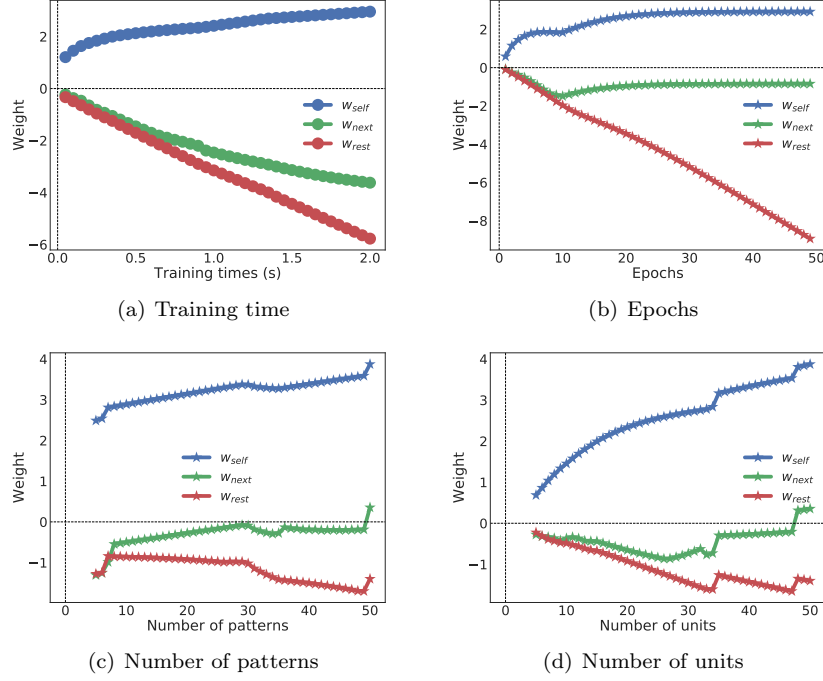 2
0
−2
−4
−6
Weight
w_self
w_next
w_rest
0.0 0.5 1.0 1.5 2.0
Training times (s)
(a) Training time
2
0
−2
−4
−6
−8
Weight
w_self
w_next
w_rest
0 10 20 30 40 50
Epochs
(b) Epochs
4
3
2
1
0
−1
Weight
w_self
w_next
w_rest
0 10 20 30 40 50
Number of patterns
(c) Number of patterns
4
3
2
1
0
−1
Weight
w_self
w_next
w_rest
0 10 20 30 40 50
Number of units
(d) Number of units